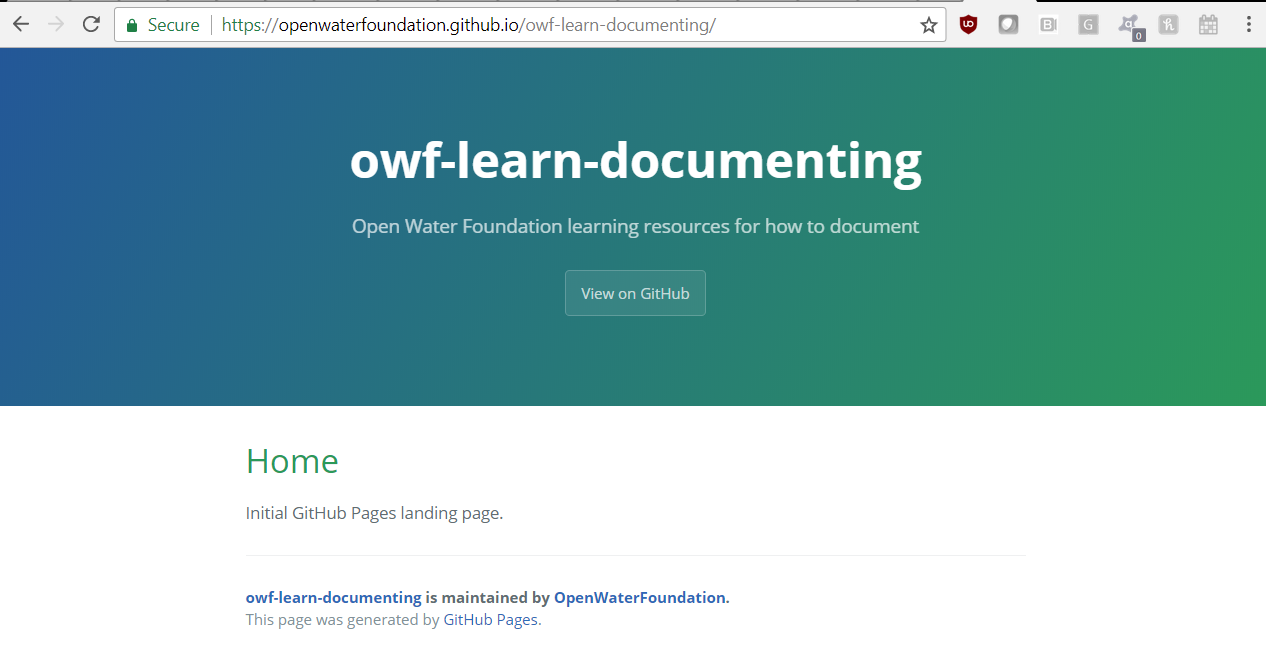 Secure https://openwaterfoundation.github.io/owf-learn-documenting/
B G 0 h
owf-learn-documenting
Open Water Foundation learning resources for how to document
View on GitHub
Home
Initial GitHub Pages landing page.
owf-learn-documenting is maintained by OpenWaterFoundation.
This page was generated by GitHub Pages.